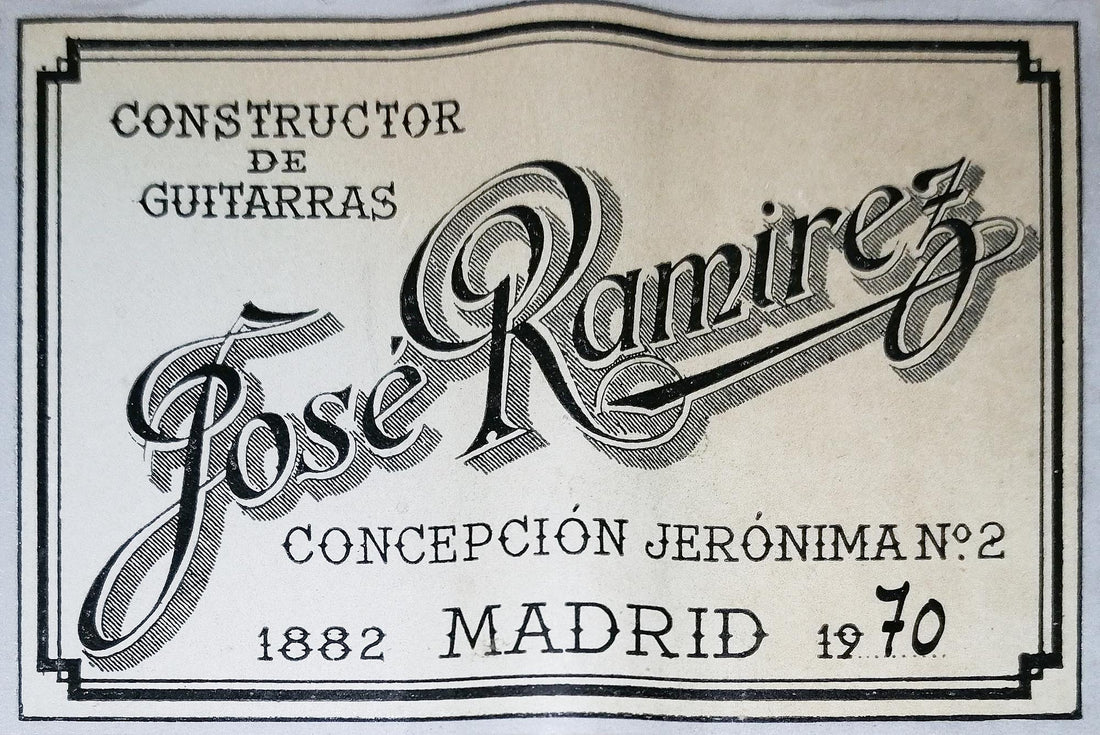 CONSTRUCTOR
DE
GUITARRAS
José Ramirez
CONCEPCIÓN JERÓNIMA Nº 2
1882 MADRID 1970